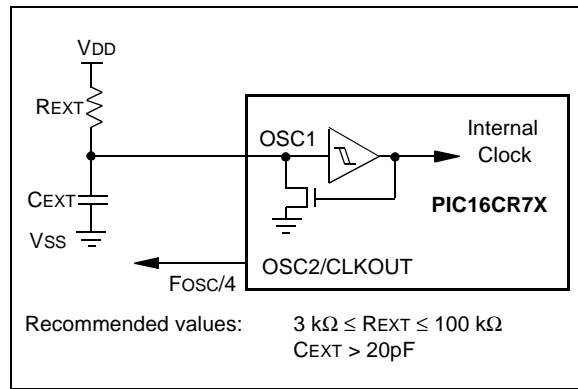 VDD
REXT
OSC1
Internal
Clock
CEXT
PIC16CR7X
VSS
OSC2/CLKOUT
FOSC/4
Recommended values: 3 kΩ ≤ REXT ≤ 100 kΩ
CEXT > 20pF